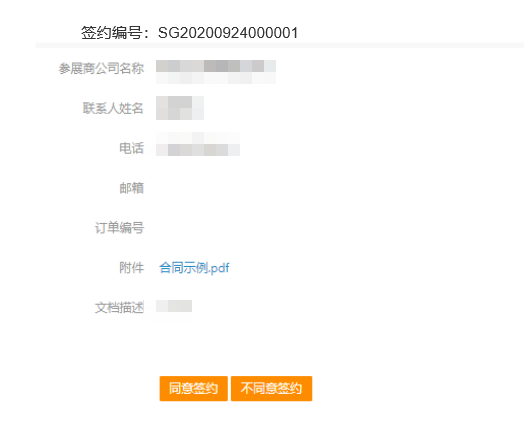 签约编号：SG20200924000001
参展商公司名称
联系人姓名
电话
邮箱
订单编号
附件 合同示例.pdf
文档描述
同意签约 不同意签约